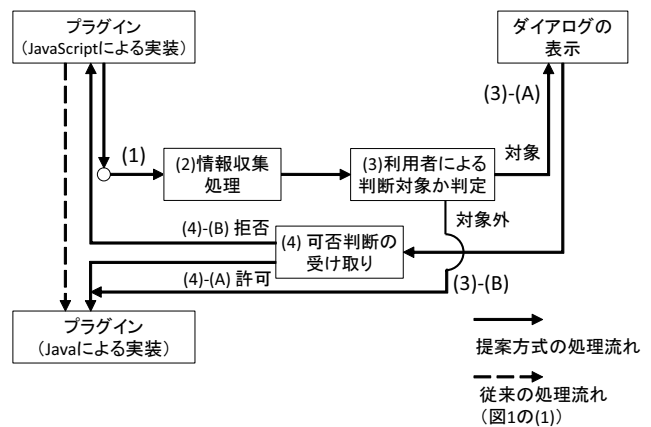 プラグイン
（JavaScriptによる実装）
ダイアログの
表示
(3)-(A)
(1)
(2)情報収集
処理
(3)利用者による
判断対象か判定
対象
対象外
(4)-(B) 拒否
(4) 可否判断の
受け取り
(4)-(A) 許可
(3)-(B)
プラグイン
（Javaによる実装）
提案方式の処理流れ
従来の処理流れ
（図1の(1)）